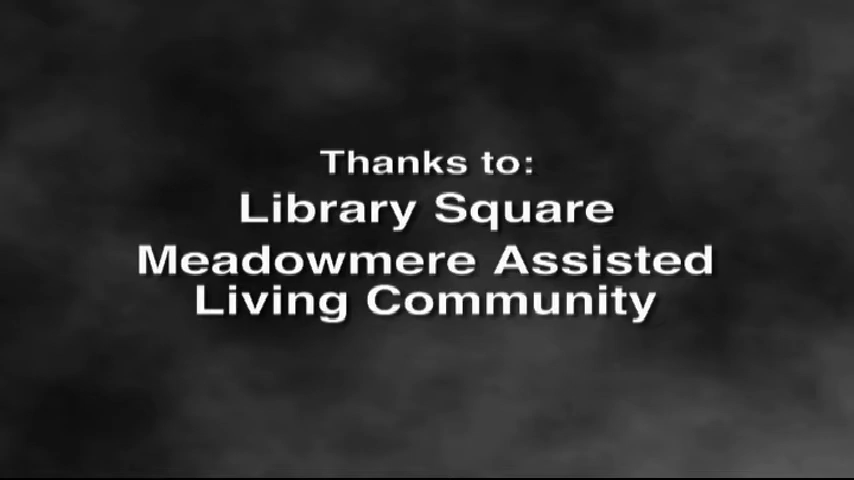 Thanks to:
Library Square
Meadowmere Assisted
Living Community